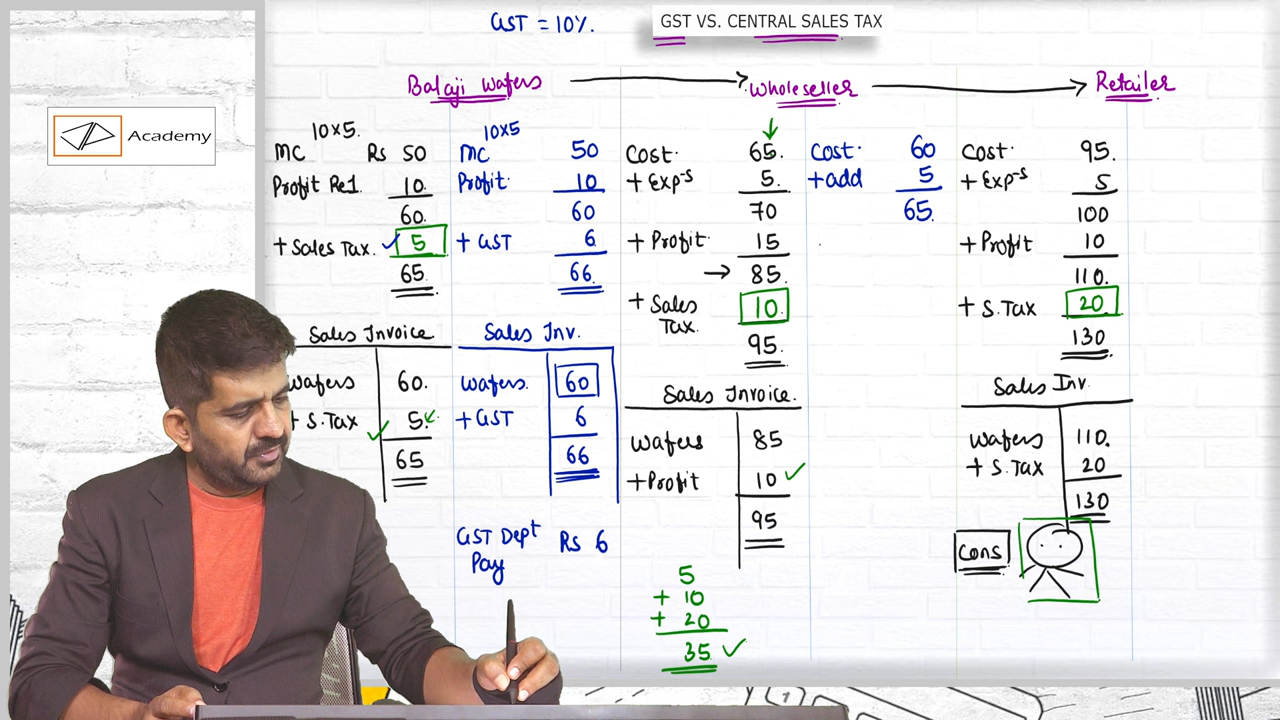 GST = 10%.
GST VS. CENTRAL SALES TAX
Balaji Wafers
Wholeseller
Retailer
Academy
10×5.
MC Rs 50
Profit Re1. 10.
60.
+ Sales Tax. 5
65.
Sales Invoice
Wafers 60.
+ S.Tax 5.
65
10×5
MC 50
Profit 10
60
+ GST 6
66
Sales Inv.
Wafers. 60
+ GST 6
66
GST Dept
Pay Rs 6
Cost. 65.
+ Exp-s 5.
70
+ Profit 15
85.
+ Sales
Tax. 10.
95.
Sales Invoice.
Wafers 85
+Profit 10
95
5
+ 10
+ 20
35
Cost. 60
+add 5
65.
Cost. 95.
+ Exp-s 5
100
+ Profit 10
110.
+ S.Tax 20
130
Sales Inv.
Wafers 110.
+ S.Tax 20
130
Cons